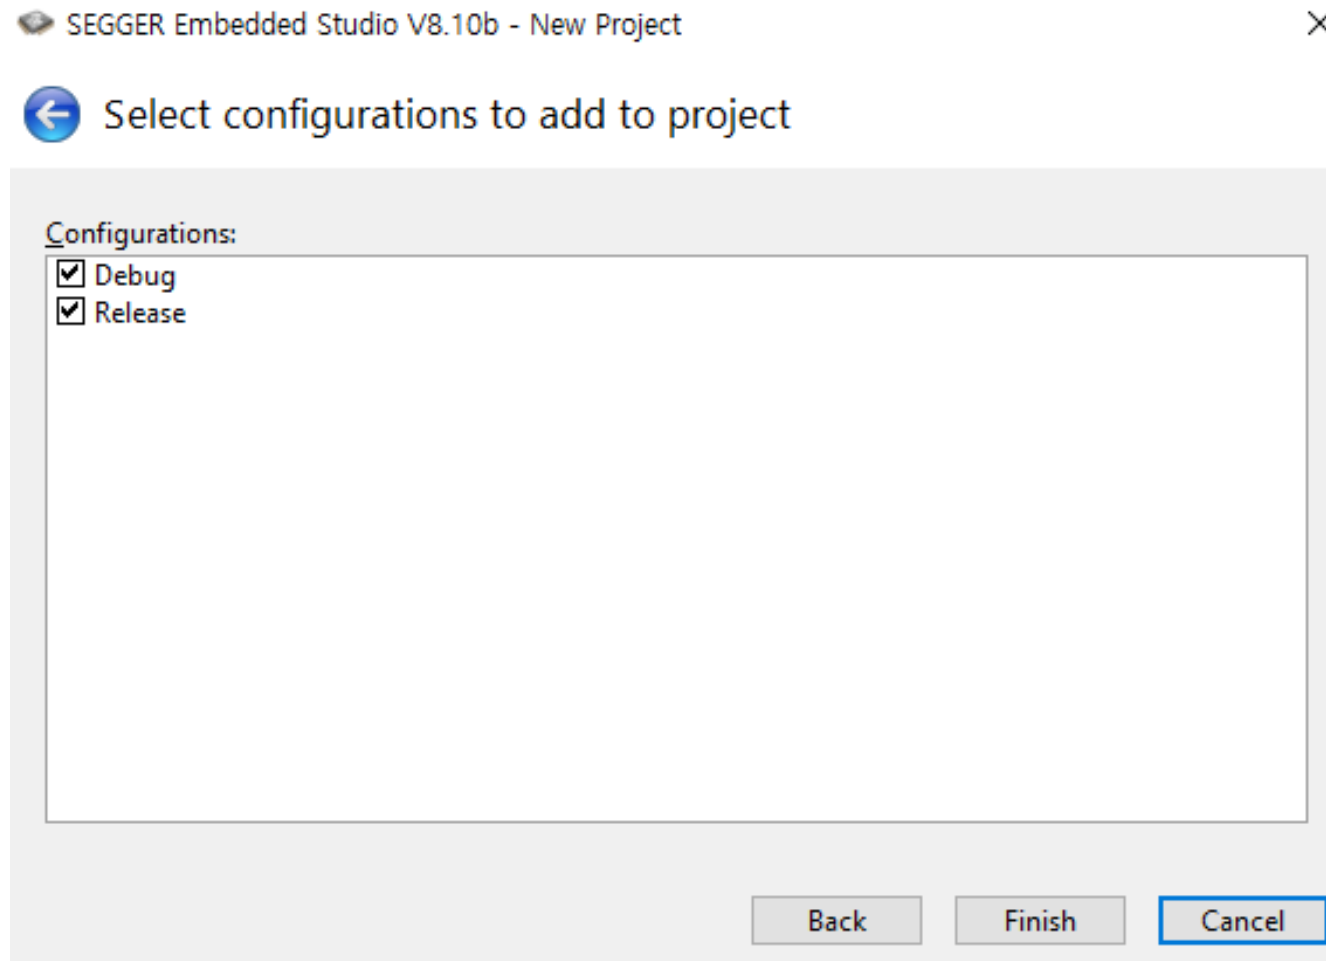 SEGGER Embedded Studio V8.10b - New Project
Select configurations to add to project
Configurations:
Debug
Release
Back
Finish
Cancel